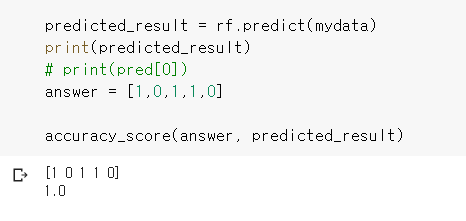 predicted_result = rf.predict(mydata)
print(predicted_result)
# print(pred[0])
answer = [1,0,1,1,0]
accuracy_score(answer, predicted_result)
[1 0 1 1 0]
1.0